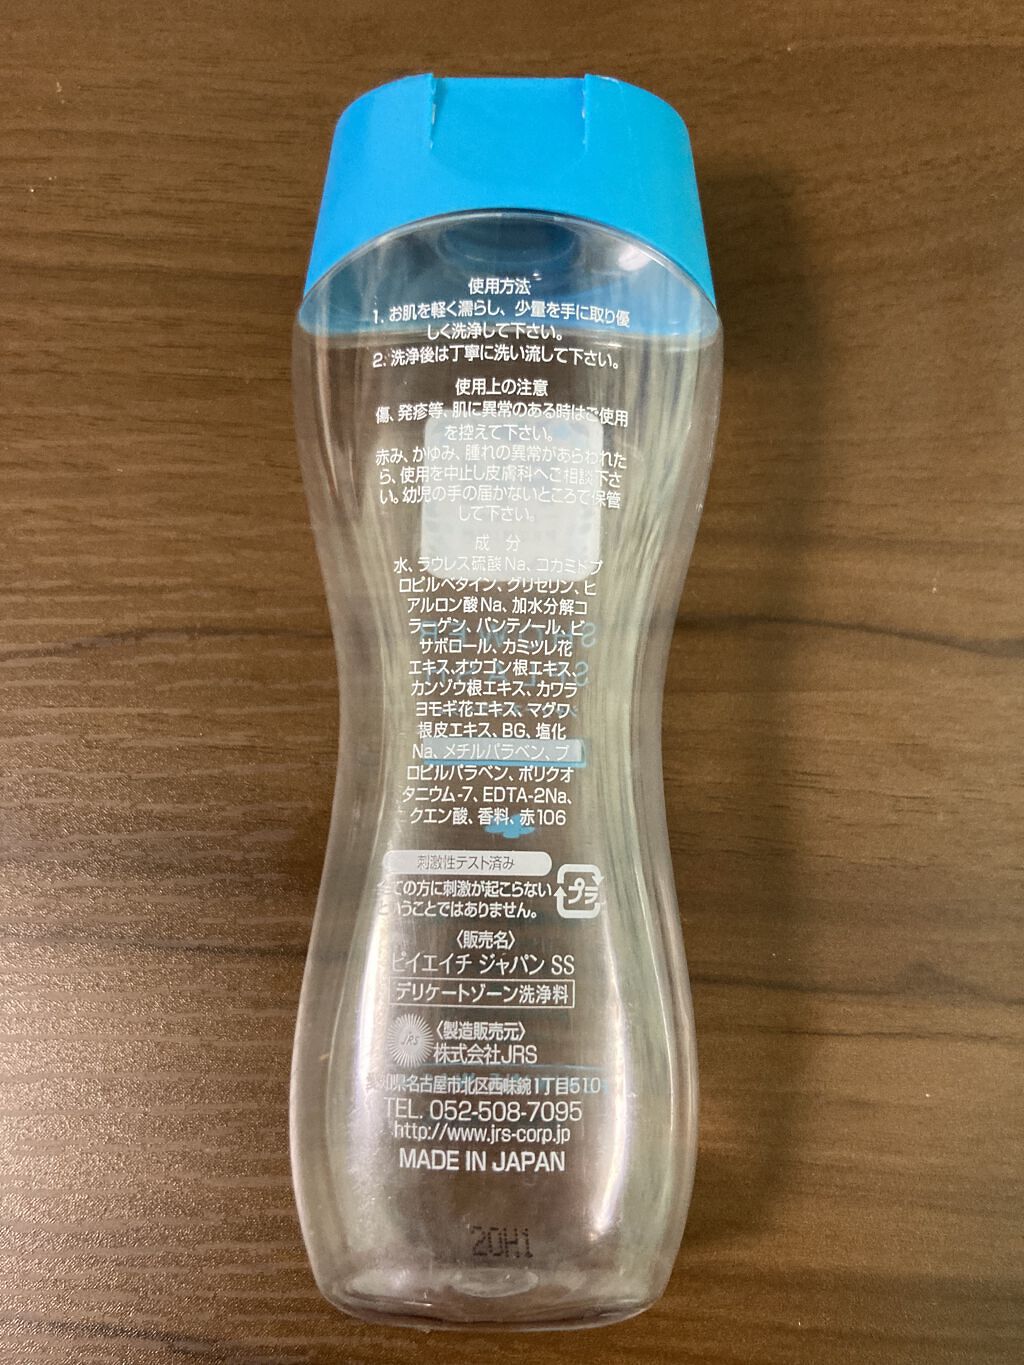 使用方法
1. お肌を軽く濡らし、少量を手に取り優
しく洗浄して下さい。
2. 洗浄後は丁寧に洗い流して下さい。
使用上の注意
傷、発疹等、肌に異常のある時はご使用
を控えて下さい。
赤み、かゆみ、腫れの異常があらわれた
ら、使用を中止し皮膚科へご相談下さ
い。幼児の手の届かないところで保管
して下さい。
成 分
水、ラウレス硫酸Na、コカミドプ
ロピルベタイン、グリセリン、ヒ
アルロン酸Na、加水分解コ
ラーゲン、パンテノール、ビ
サボロール、カミツレ花
エキス、オウゴン根エキス、
カンゾウ根エキス、カワラ
ヨモギ花エキス、マグワ
根皮エキス、BG、塩化
Na、メチルパラベン、プ
ロピルパラベン、ポリクオ
タニウム-7、EDTA-2Na、
クエン酸、香料、赤106
刺激性テスト済み
全ての方に刺激が起こらない
ということではありません。
プラ
〈販売名〉
ピイエイチ ジャパン SS
デリケートゾーン洗浄料
JRS
〈製造販売元〉
株式会社JRS
知県名古屋市北区西味鋺1丁目510
TEL. 052-508-7095
http://www.jrs-corp.jp
MADE IN JAPAN
20H1